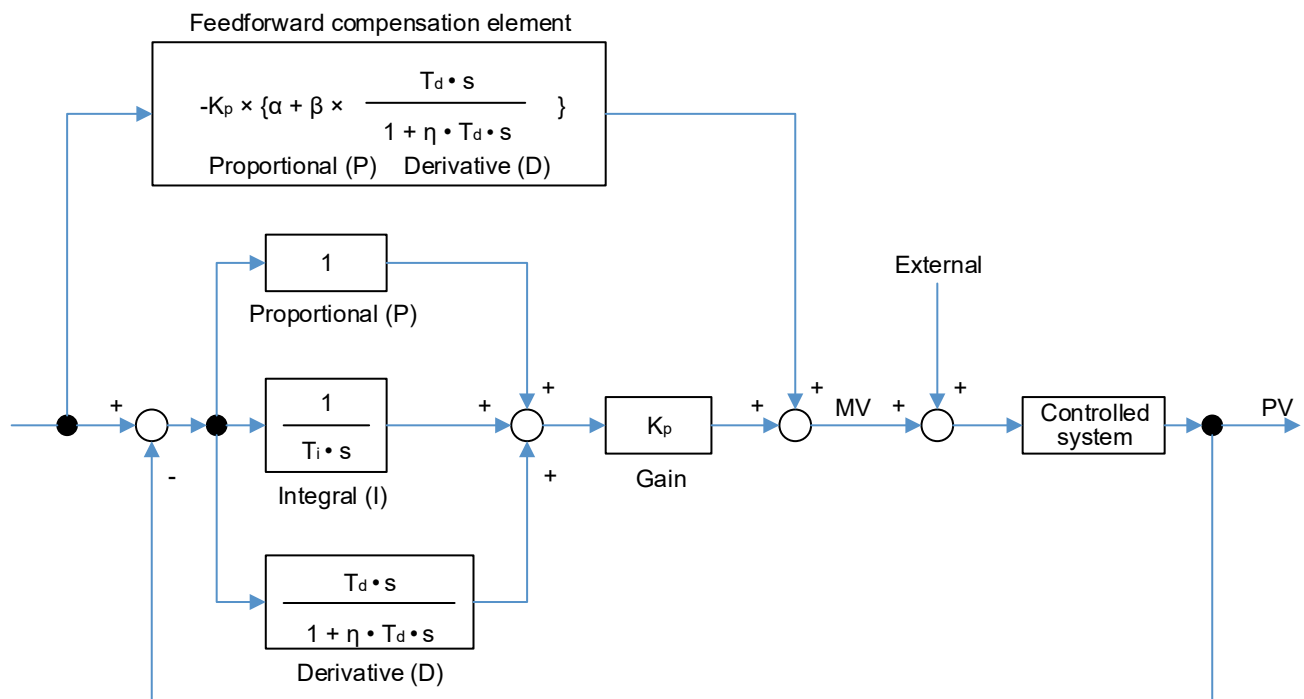 Feedforward compensation element
-Kp × {α + β × Td • s / 1 + η • Td • s }
Proportional (P) Derivative (D)
1
Proportional (P)
External
+ 1 / Ti • s + + + Kp + + MV + + Controlled system PV
-
Integral (I)
+
Gain
Td • s
1 + η • Td • s
Derivative (D)